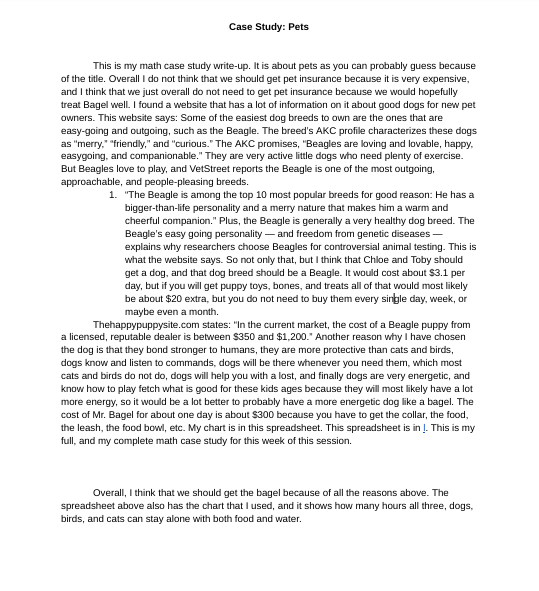 Case Study: Pets
This is my math case study write-up. It is about pets as you can probably guess because
of the title. Overall I do not think that we should get pet insurance because it is very expensive,
and I think that we just overall do not need to get pet insurance because we would hopefully
treat Bagel well. I found a website that has a lot of information on it about good dogs for new pet
owners. This website says: Some of the easiest dog breeds to own are the ones that are
easy-going and outgoing, such as the Beagle. The breed's AKC profile characterizes these dogs
as “merry,” “friendly,” and “curious.” The AKC promises, “Beagles are loving and lovable, happy,
easygoing, and companionable.” They are very active little dogs who need plenty of exercise.
But Beagles love to play, and VetStreet reports the Beagle is one of the most outgoing,
approachable, and people-pleasing breeds.
1. “The Beagle is among the top 10 most popular breeds for good reason: He has a
bigger-than-life personality and a merry nature that makes him a warm and
cheerful companion.” Plus, the Beagle is generally a very healthy dog breed. The
Beagle's easy going personality — and freedom from genetic diseases —
explains why researchers choose Beagles for controversial animal testing. This is
what the website says. So not only that, but I think that Chloe and Toby should
get a dog, and that dog breed should be a Beagle. It would cost about $3.1 per
day, but if you will get puppy toys, bones, and treats all of that would most likely
be about $20 extra, but you do not need to buy them every single day, week, or
maybe even a month.
Thehappypuppysite.com states: “In the current market, the cost of a Beagle puppy from
a licensed, reputable dealer is between $350 and $1,200.” Another reason why I have chosen
the dog is that they bond stronger to humans, they are more protective than cats and birds,
dogs know and listen to commands, dogs will be there whenever you need them, which most
cats and birds do not do, dogs will help you with a lost, and finally dogs are very energetic, and
know how to play fetch what is good for these kids ages because they will most likely have a lot
more energy, so it would be a lot better to probably have a more energetic dog like a bagel. The
cost of Mr. Bagel for about one day is about $300 because you have to get the collar, the food,
the leash, the food bowl, etc. My chart is in this spreadsheet. This spreadsheet is in I. This is my
full, and my complete math case study for this week of this session.
Overall, I think that we should get the bagel because of all the reasons above. The
spreadsheet above also has the chart that I used, and it shows how many hours all three, dogs,
birds, and cats can stay alone with both food and water.